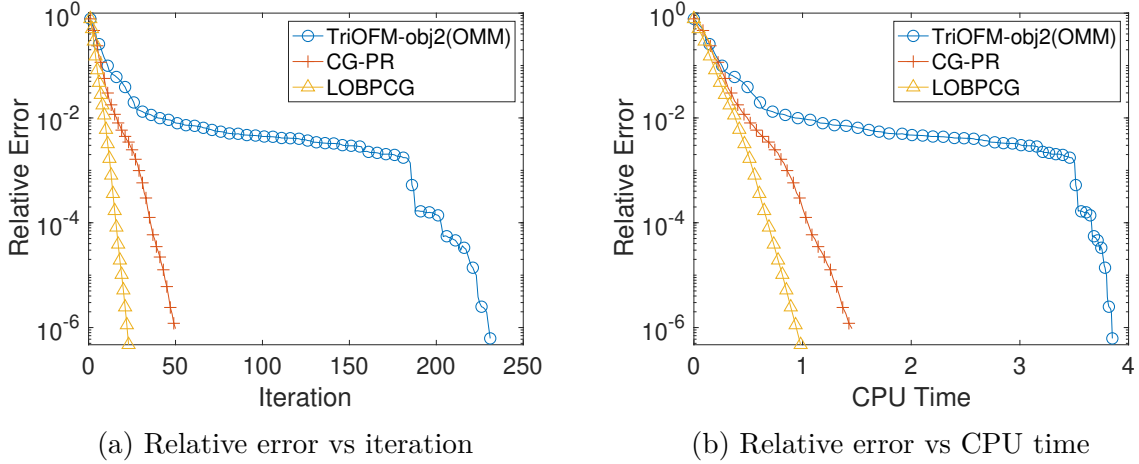 10^0
10^-2
10^-4
10^-6
Relative Error
0 50 100 150 200 250
Iteration
TriOFM-obj2(OMM)
CG-PR
LOBPCG
(a) Relative error vs iteration
10^0
10^-2
10^-4
10^-6
Relative Error
0 1 2 3 4
CPU Time
TriOFM-obj2(OMM)
CG-PR
LOBPCG
(b) Relative error vs CPU time